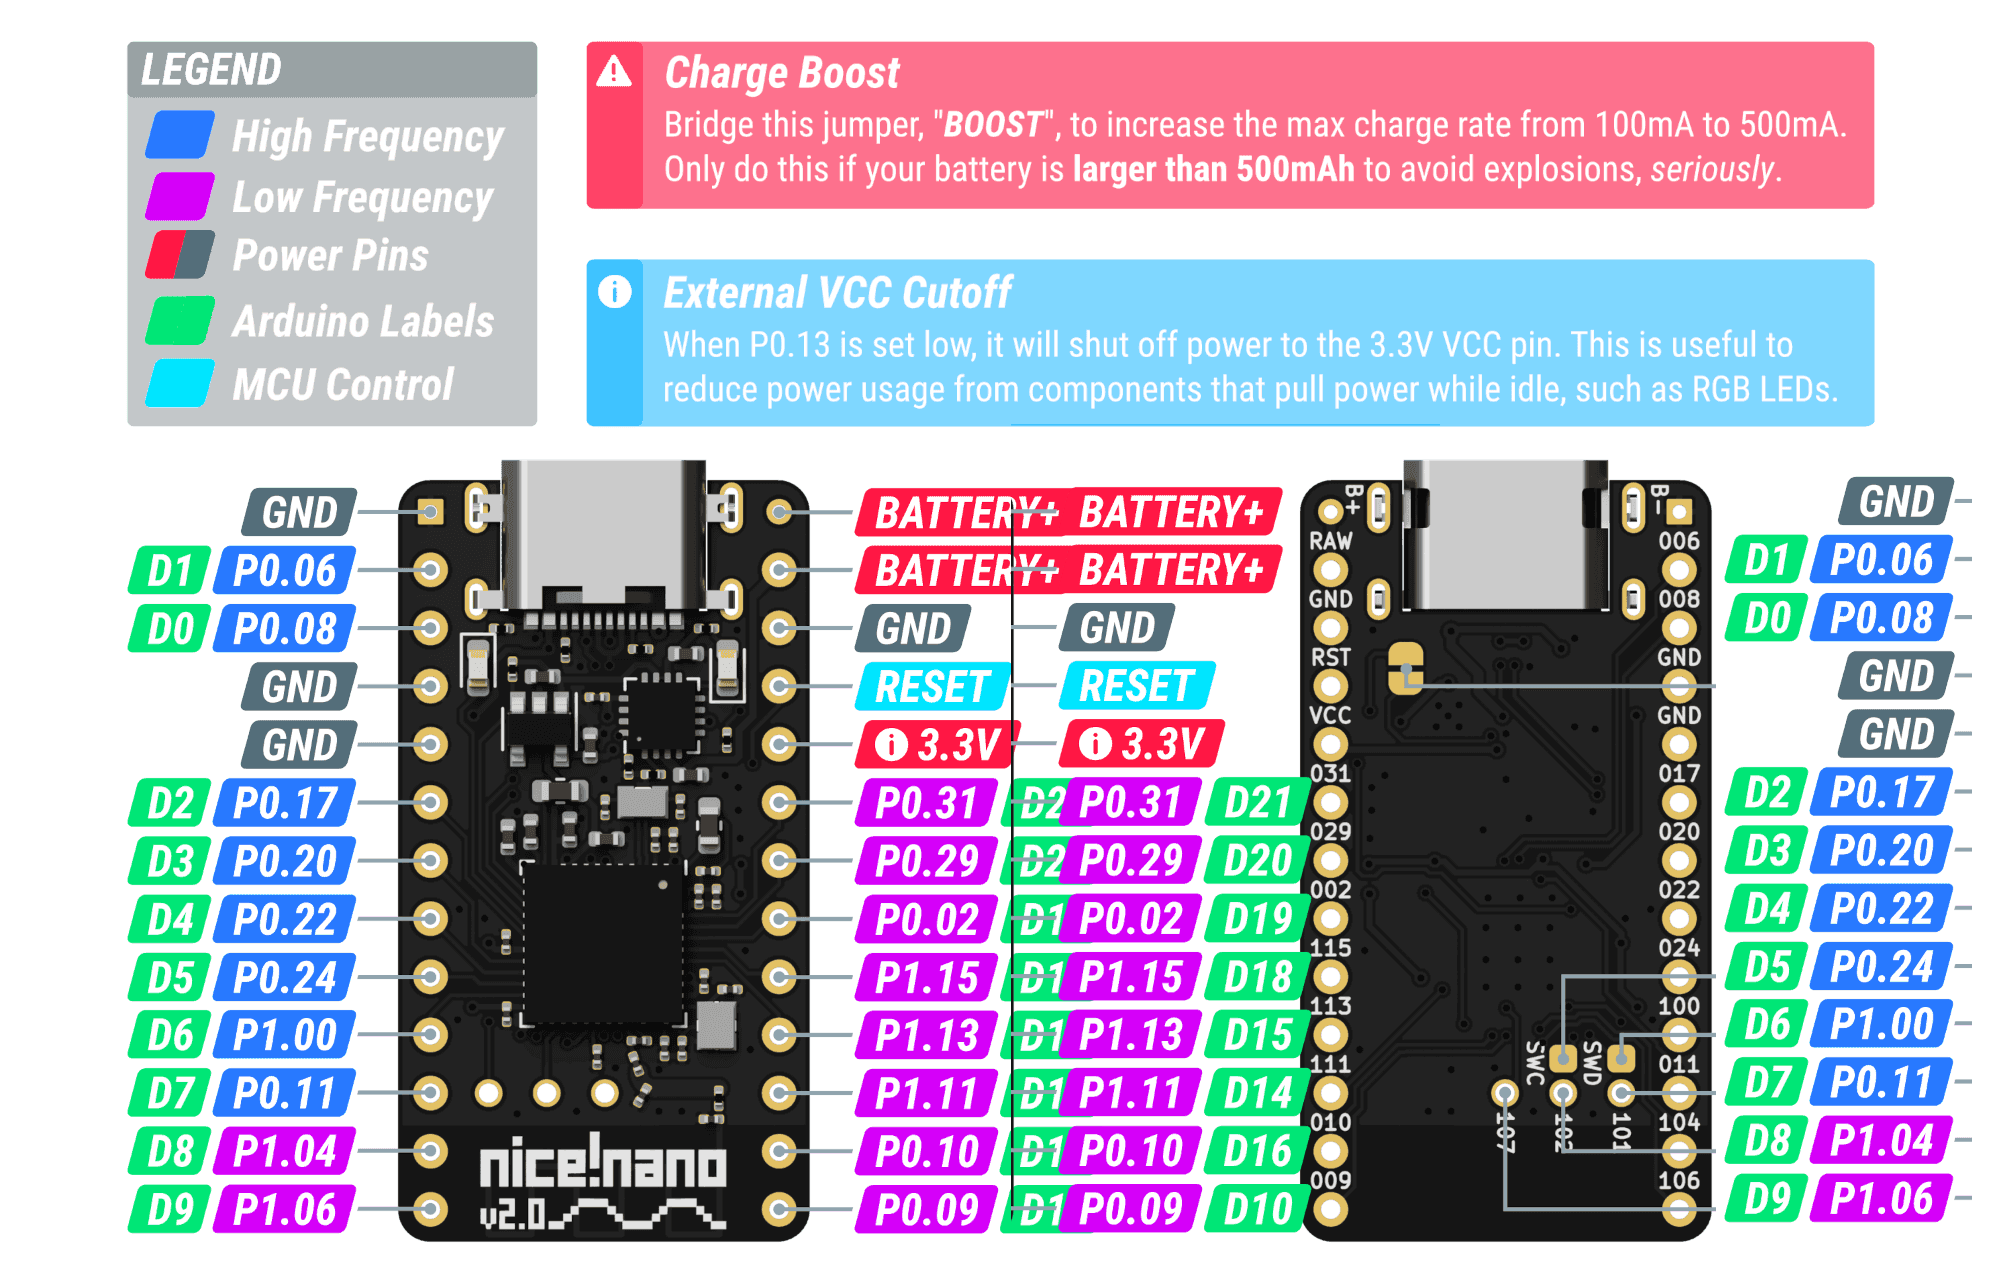 LEGEND
High Frequency
Low Frequency
Power Pins
Arduino Labels
MCU Control
Charge Boost
Bridge this jumper, "BOOST", to increase the max charge rate from 100mA to 500mA.
Only do this if your battery is larger than 500mAh to avoid explosions, seriously.
External VCC Cutoff
When P0.13 is set low, it will shut off power to the 3.3V VCC pin. This is useful to
reduce power usage from components that pull power while idle, such as RGB LEDs.
GND
D1 P0.06
D0 P0.08
GND
GND
D2 P0.17
D3 P0.20
D4 P0.22
D5 P0.24
D6 P1.00
D7 P0.11
D8 P1.04
D9 P1.06
nice!nano
v2.0
BATTERY+
BATTERY+
GND
RESET
3.3V
P0.31 D2
P0.29 D2
P0.02 D1
P1.15 D1
P1.13 D1
P1.11 D1
P0.10 D1
P0.09 D1
BATTERY+
BATTERY+
GND
RESET
3.3V
P0.31 D21
P0.29 D20
P0.02 D19
P1.15 D18
P1.13 D15
P1.11 D14
P0.10 D16
P0.09 D10
B+
RAW
GND
RST
VCC
031
029
002
115
113
111
010
009
B-
006
008
GND
GND
017
020
022
024
100
011
104
106
SWC
SWD
107
102
101
GND
D1 P0.06
D0 P0.08
GND
GND
D2 P0.17
D3 P0.20
D4 P0.22
D5 P0.24
D6 P1.00
D7 P0.11
D8 P1.04
D9 P1.06